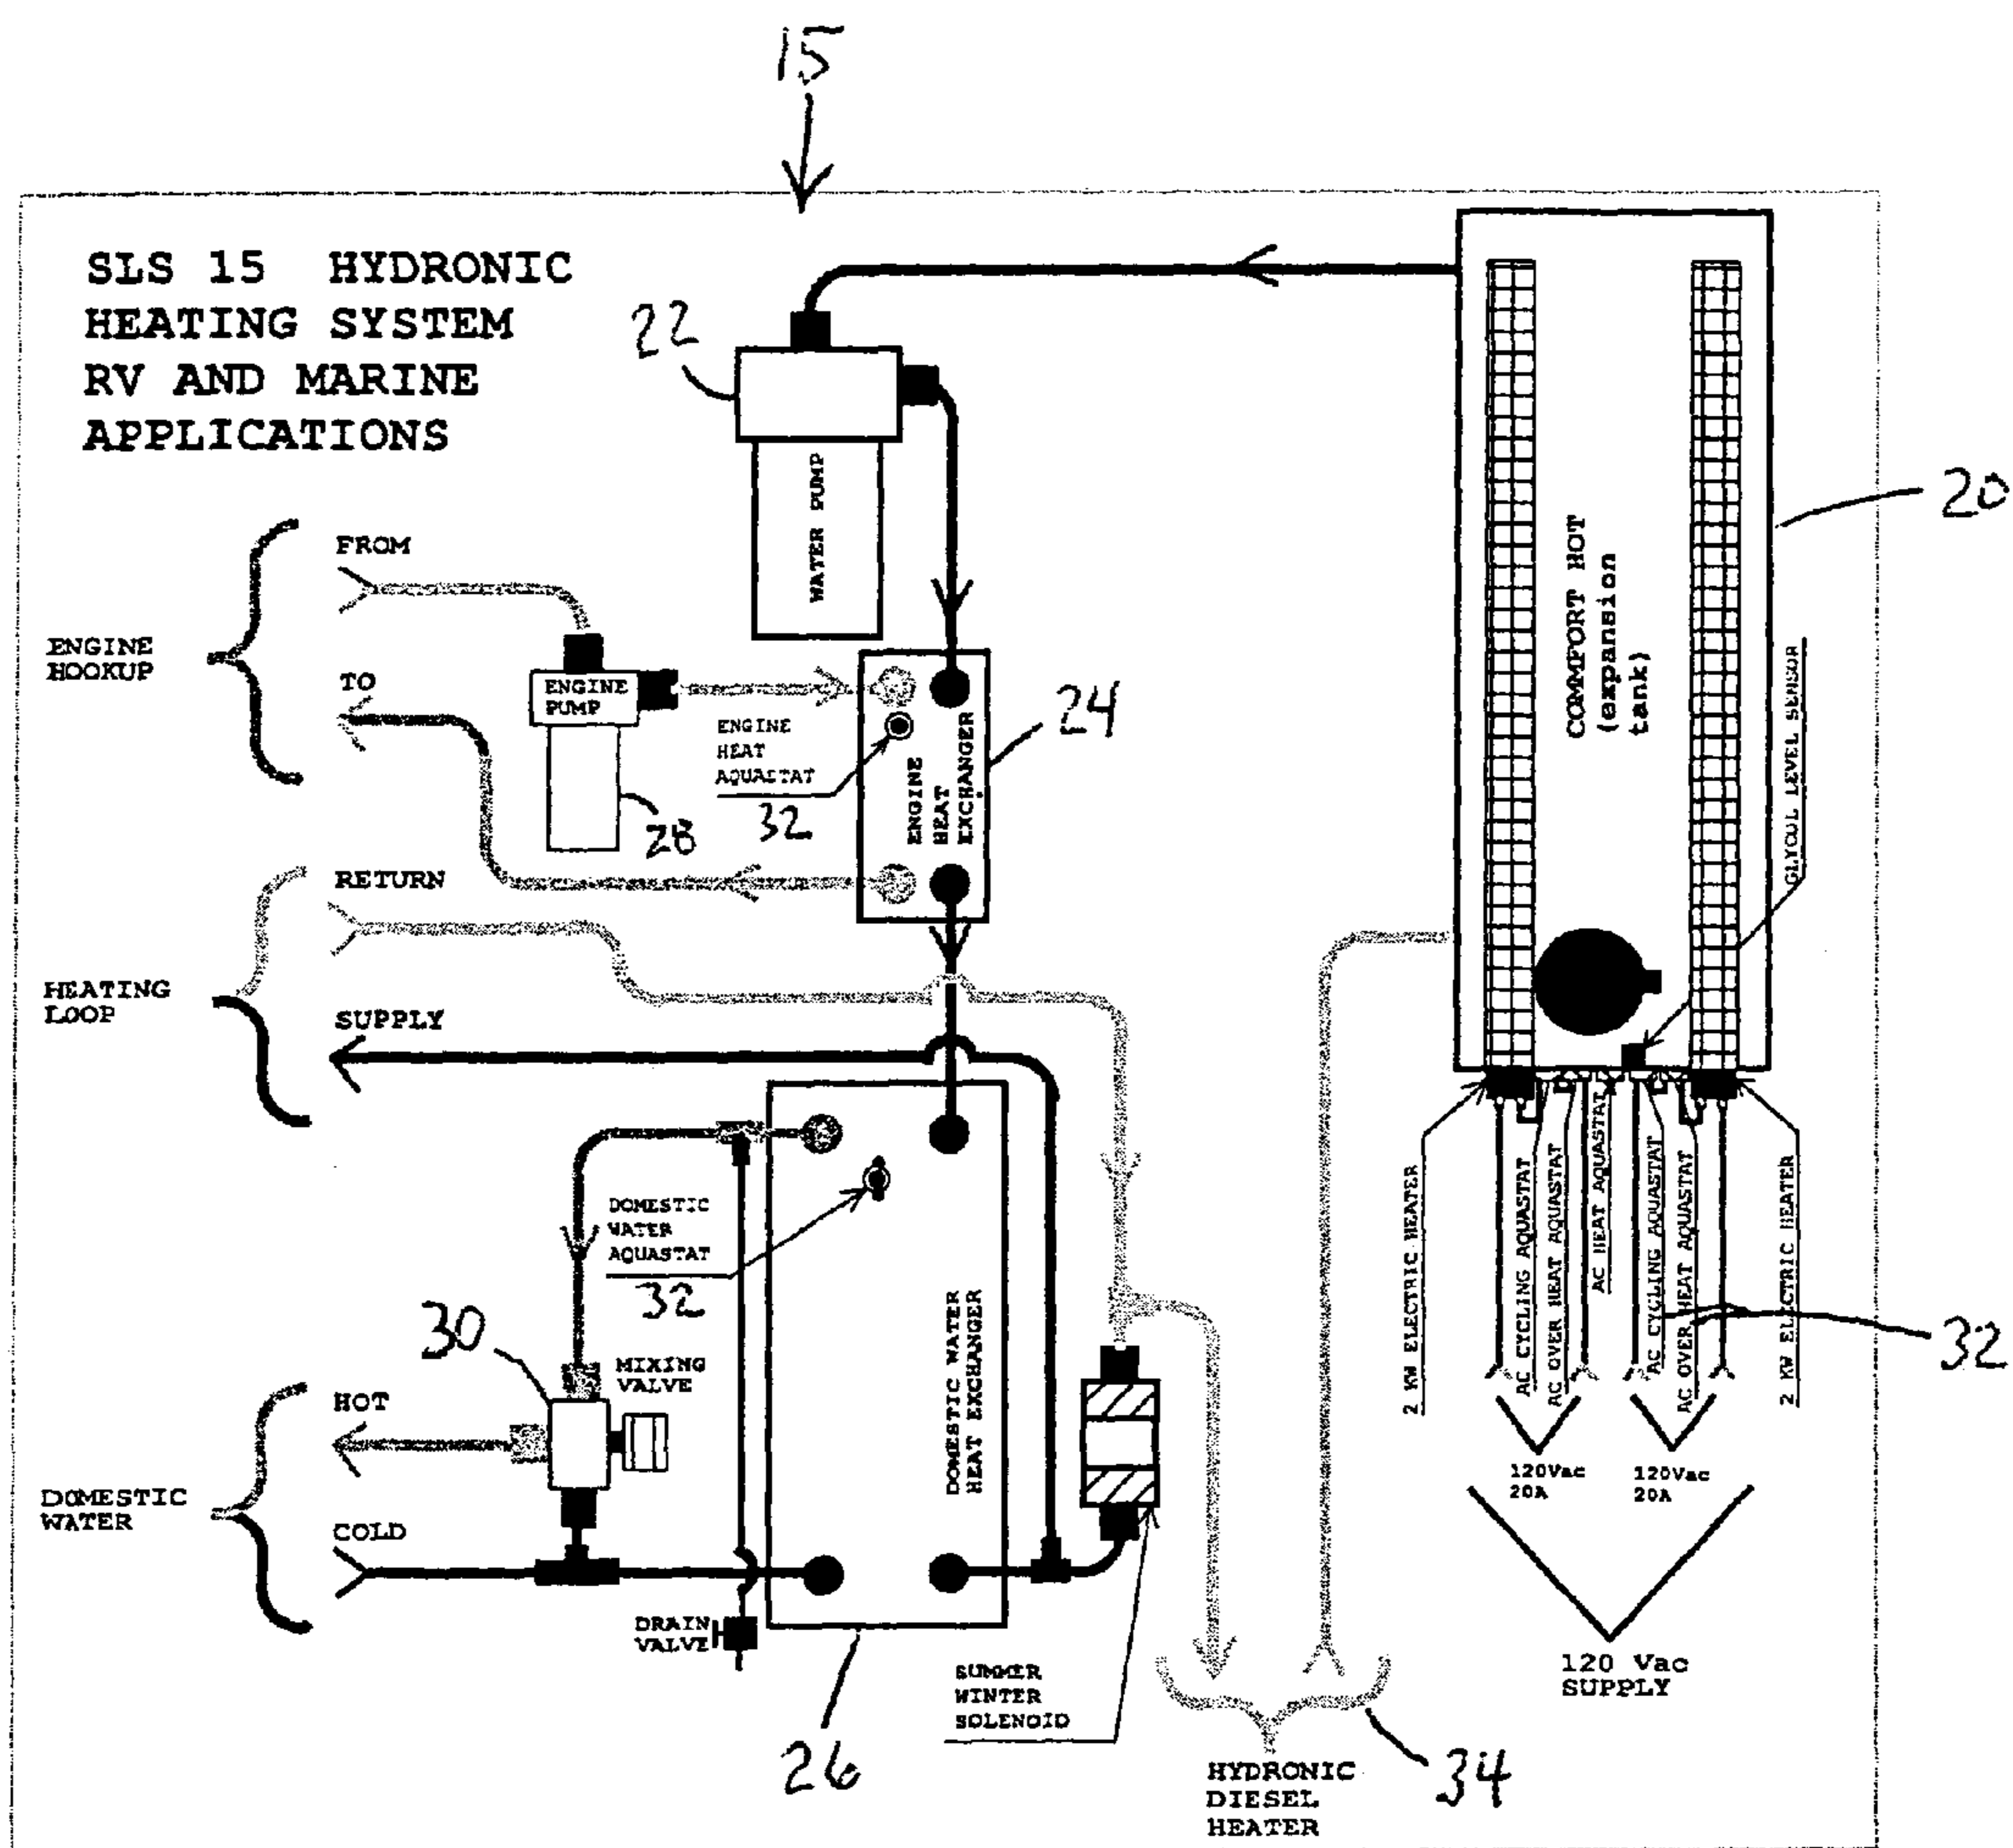 15
SLS 15 HYDRONIC
HEATING SYSTEM
RV AND MARINE
APPLICATIONS
22
WATER PUMP
20
COMMFORT HOT
(expansion
tank)
GLYCOL LEVEL SENSOR
ENGINE
HOOKUP
FROM
TO
ENGINE
PUMP
28
ENGINE
HEAT
AQUASTAT
32
ENGINE
HEAT
EXCHANGER
24
HEATING
LOOP
RETURN
SUPPLY
DOMESTIC
WATER
AQUASTAT
32
DOMESTIC WATER
HEAT EXCHANGER
30
MIXING
VALVE
DOMESTIC
WATER
HOT
COLD
DRAIN
VALVE
26
SUMMER
WINTER
SOLENOID
2 KW ELECTRIC HEATER
AC CYCLING AQUASTAT
AC OVER HEAT AQUASTAT
AC HEAT AQUASTAT
AC CYCLING AQUASTAT
AC OVER HEAT AQUASTAT
2 KW ELECTRIC HEATER
32
120Vac
20A
120Vac
20A
120 Vac
SUPPLY
HYDRONIC
DIESEL
HEATER
34